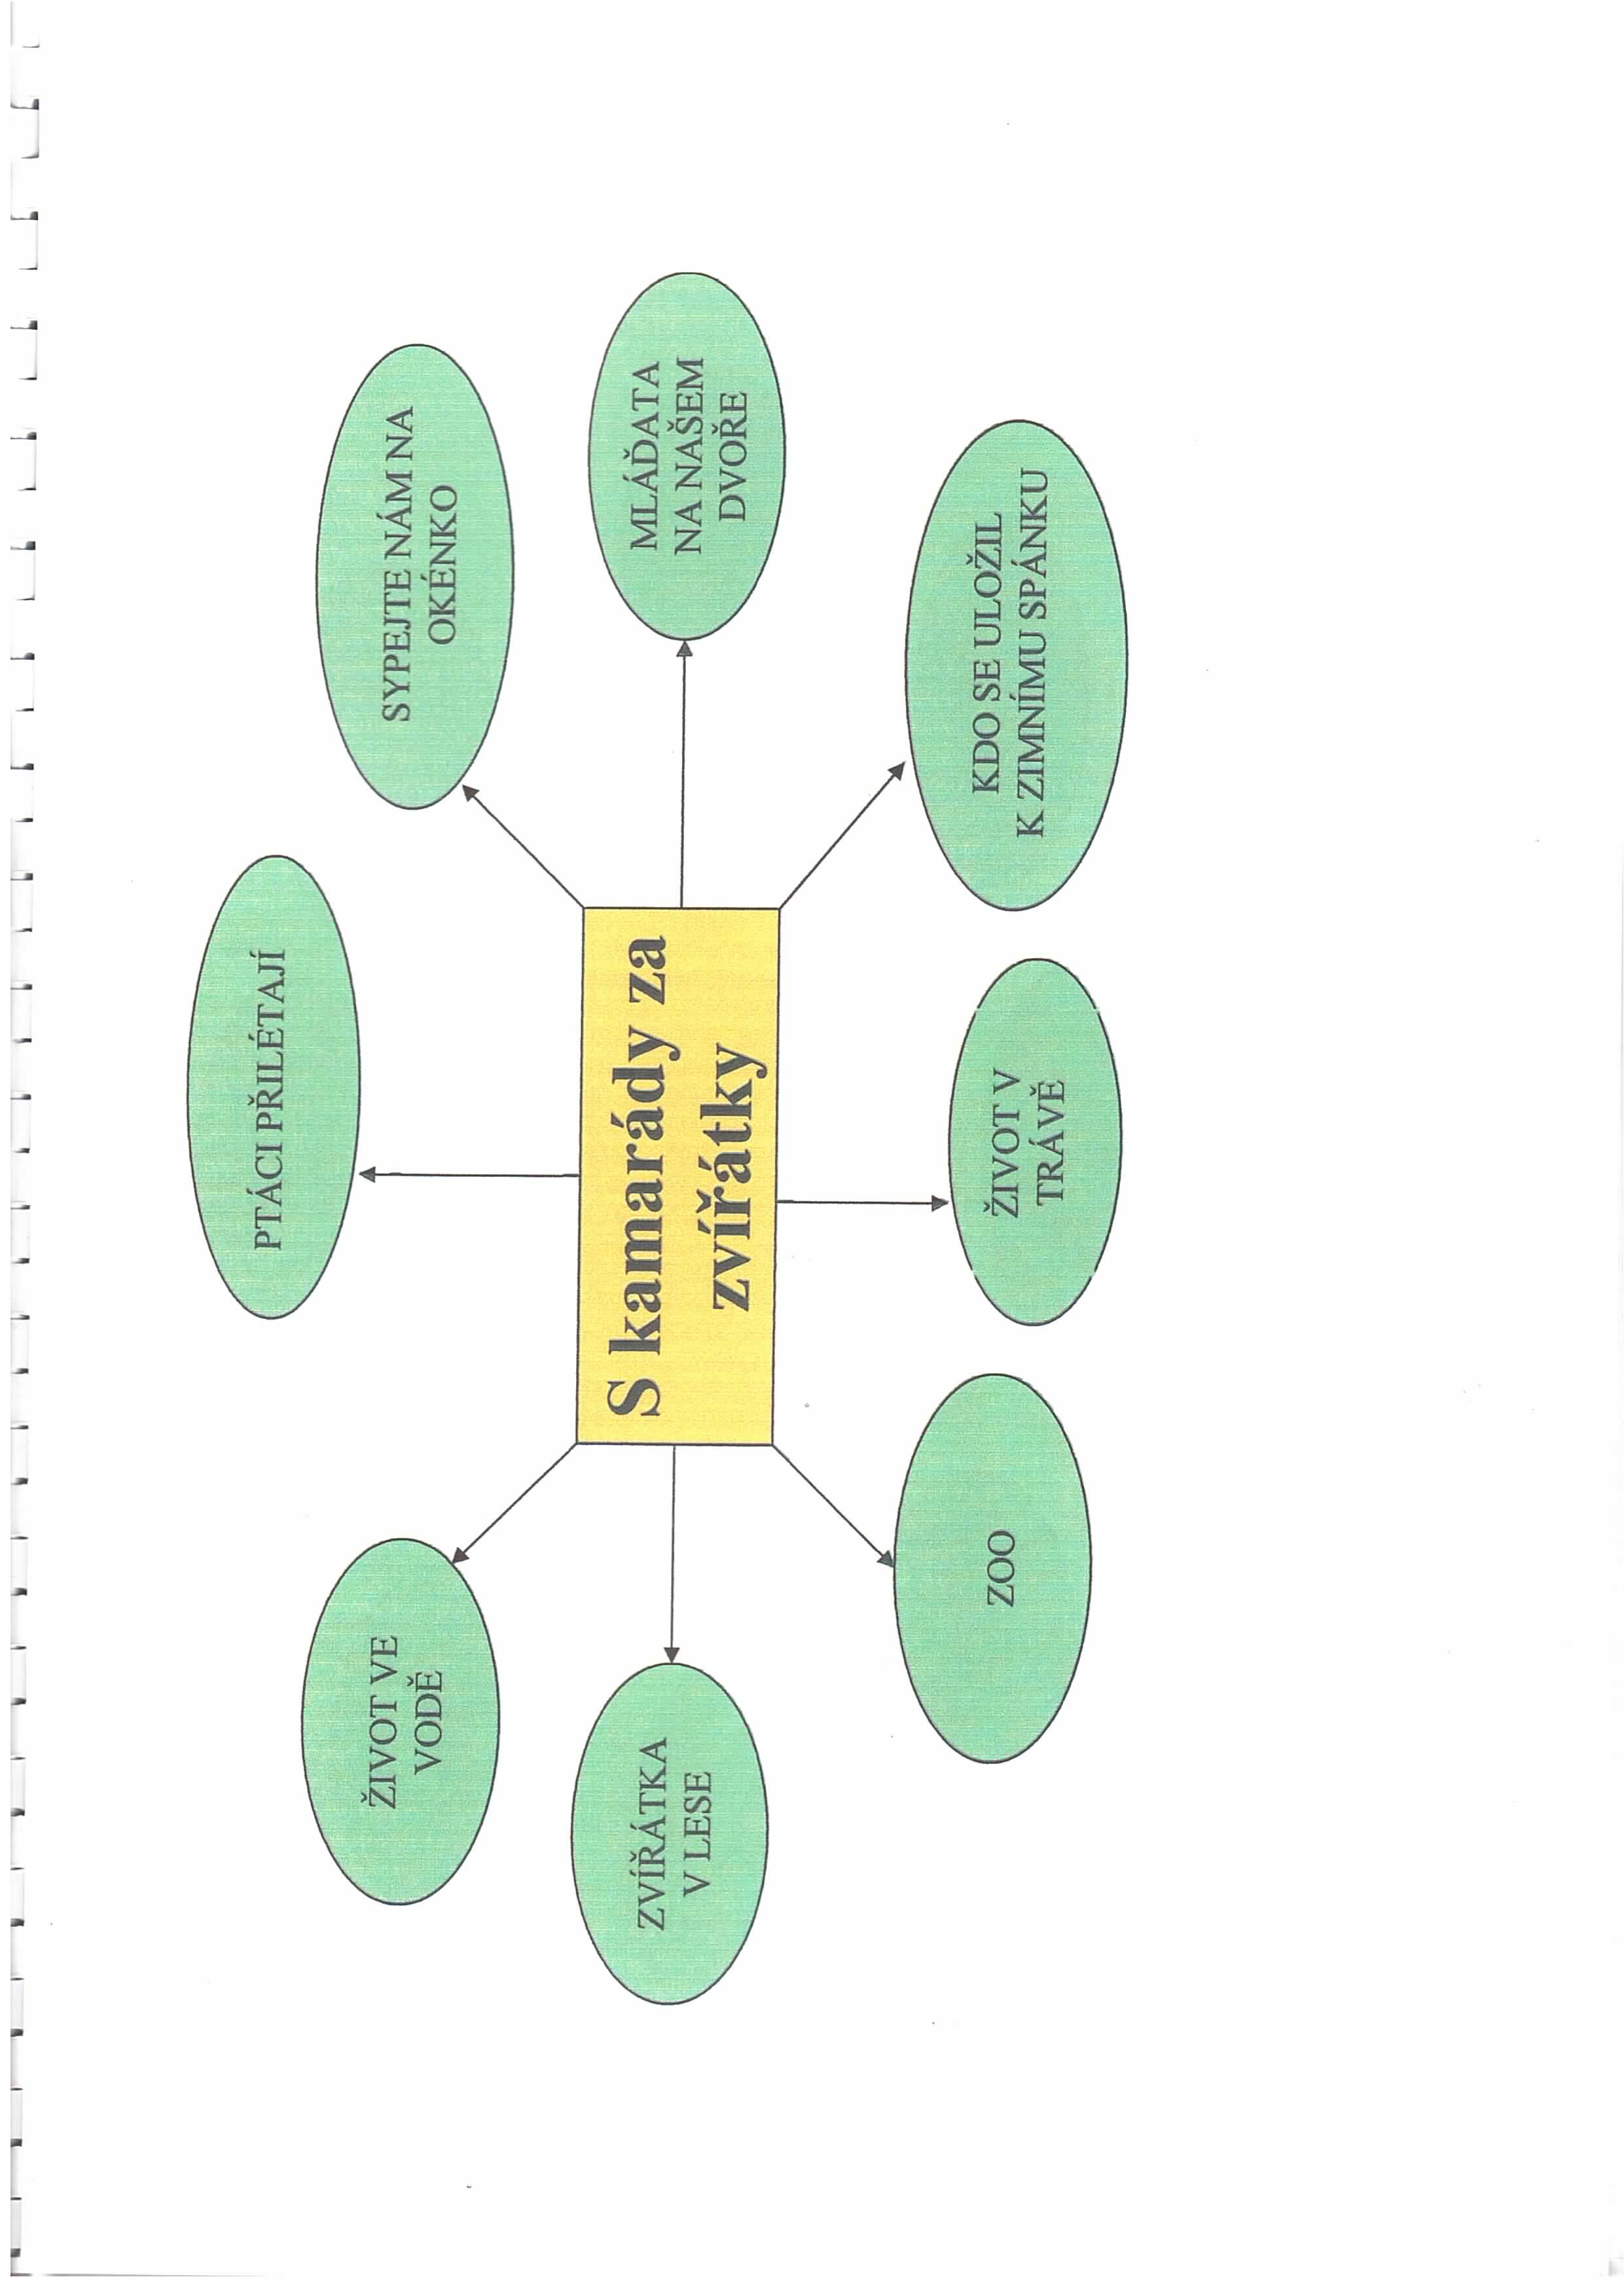 PTÁCI PŘILÉTAJÍ
ŽIVOT VE
VODĚ
SYPEJTE NÁM NA
OKÉNKO
ZVÍŘÁTKA
V LESE
S kamarády za
zvířátky
MLÁĎATA
NA NAŠEM
DVOŘE
ZOO
ŽIVOT V
TRÁVĚ
KDO SE ULOŽIL
K ZIMNÍMU SPÁNKU